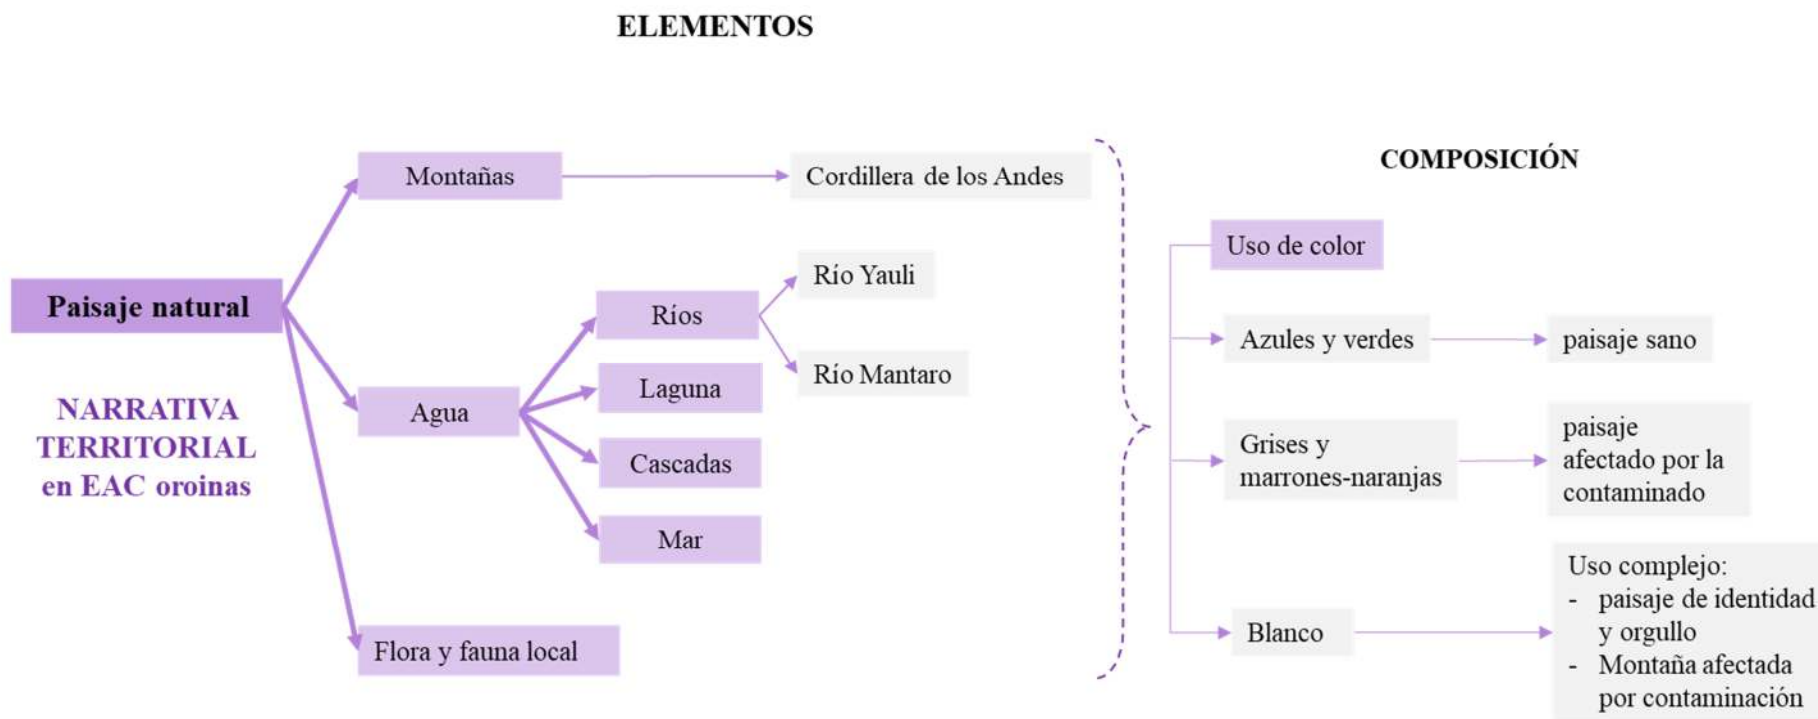 ELEMENTOS
Montañas
Cordillera de los Andes
COMPOSICIÓN
Uso de color
Río Yauli
Paisaje natural
Ríos
Azules y verdes
paisaje sano
Río Mantaro
Laguna
NARRATIVA
TERRITORIAL
en EAC oroinas
Agua
Cascadas
Grises y
marrones-naranjas
paisaje
afectado por la
contaminado
Mar
Flora y fauna local
Blanco
Uso complejo:
- paisaje de identidad
y orgullo
- Montaña afectada
por contaminación